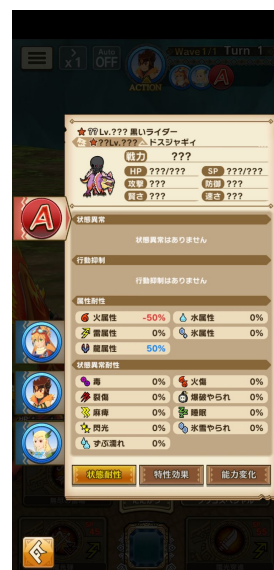 x1
Auto
OFF
ACTION
Wave 1/1 Turn 1
A
★??Lv.??? 黒いライダー
★??Lv.??? ドスジャギィ
戦力 ???
HP ???/??? SP ???/???
攻撃 ??? 防御 ???
賢さ ??? 速さ ???
A
状態異常
状態異常はありません
行動抑制
行動抑制はありません
属性耐性
火属性 -50% 水属性 0%
雷属性 0% 氷属性 0%
龍属性 50%
状態異常耐性
毒 0% 火傷 0%
裂傷 0% 爆破やられ 0%
麻痺 0% 睡眠 0%
閃光 0% 氷雪やられ 0%
ずぶ濡れ 0%
状態耐性 特性効果 能力変化